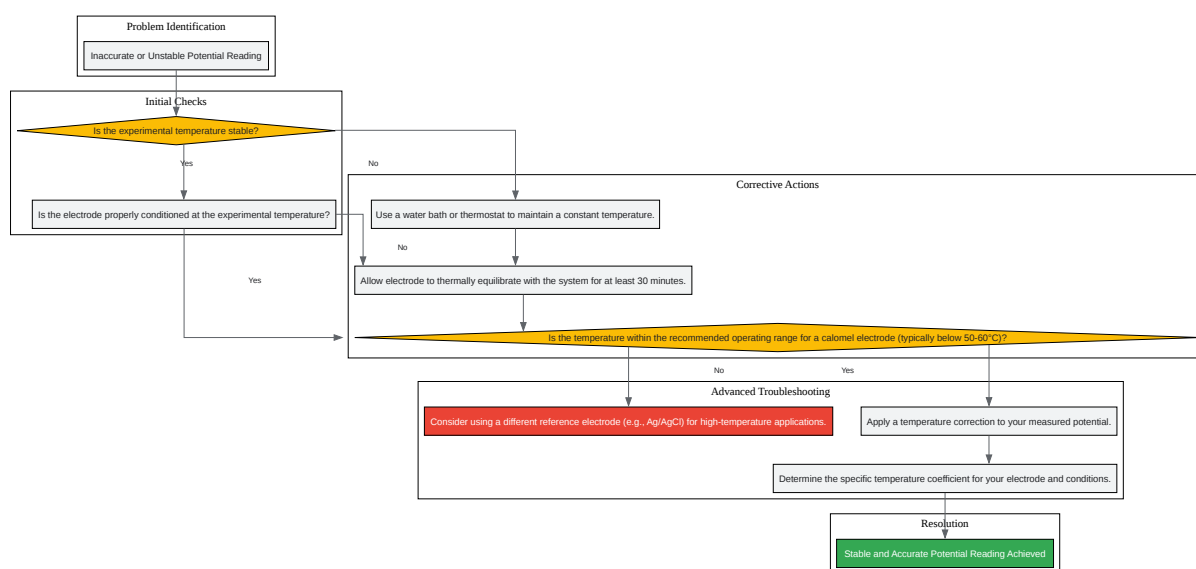 Problem Identification
Inaccurate or Unstable Potential Reading
Initial Checks
Is the experimental temperature stable?
Yes
No
Corrective Actions
Is the electrode properly conditioned at the experimental temperature?
Use a water bath or thermostat to maintain a constant temperature.
No
Yes
Allow electrode to thermally equilibrate with the system for at least 30 minutes.
Is the temperature within the recommended operating range for a calomel electrode (typically below 50-60°C)?
No
Yes
Advanced Troubleshooting
Consider using a different reference electrode (e.g., Ag/AgCl) for high-temperature applications.
Apply a temperature correction to your measured potential.
Determine the specific temperature coefficient for your electrode and conditions.
Resolution
Stable and Accurate Potential Reading Achieved